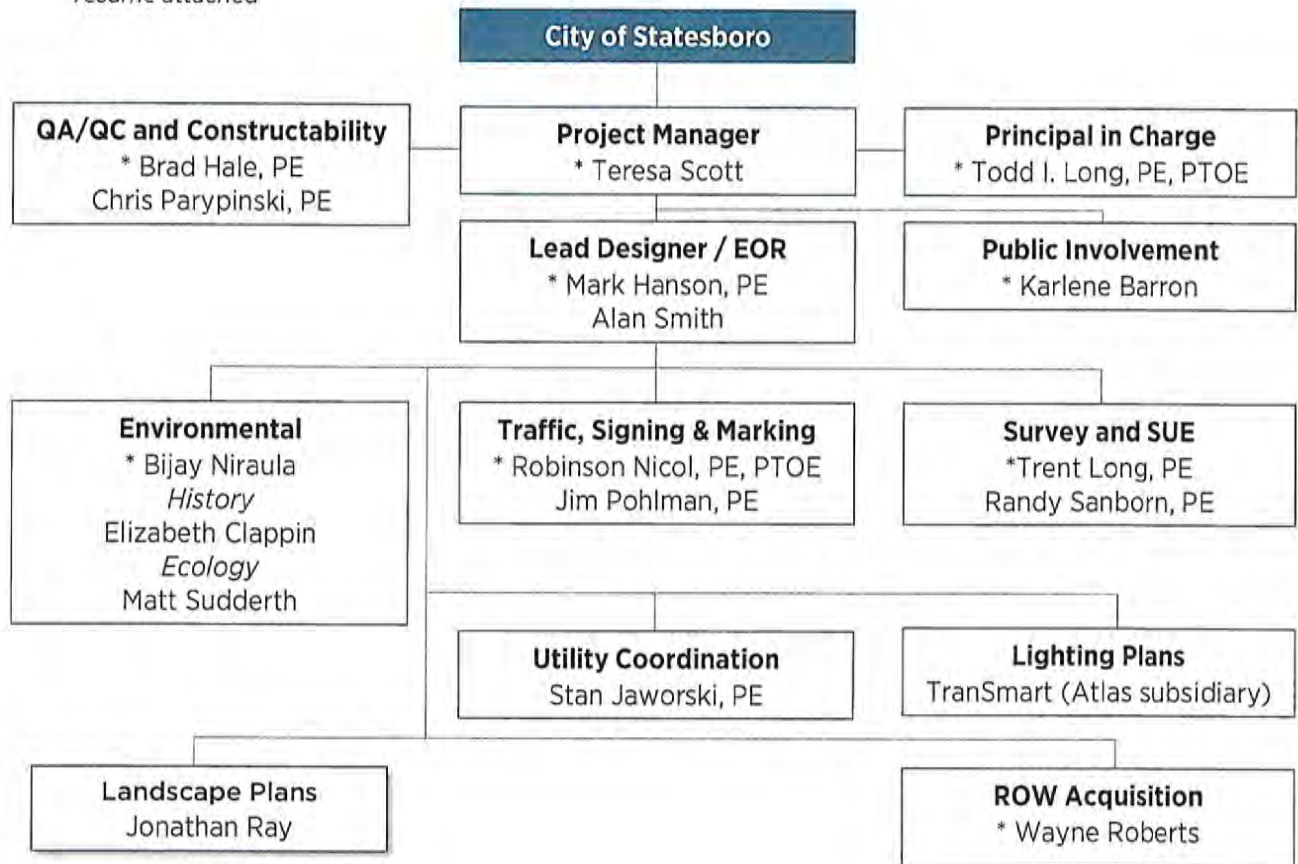 resume attached
City of Statesboro
QA/QC and Constructability
* Brad Hale, PE
Chris Parypinski, PE
Project Manager
* Teresa Scott
Principal in Charge
* Todd I. Long, PE, PTOE
Lead Designer / EOR
* Mark Hanson, PE
Alan Smith
Public Involvement
* Karlene Barron
Environmental
* Bijay Niraula
History
Elizabeth Clappin
Ecology
Matt Sudderth
Traffic, Signing & Marking
* Robinson Nicol, PE, PTOE
Jim Pohlman, PE
Survey and SUE
*Trent Long, PE
Randy Sanborn, PE
Utility Coordination
Stan Jaworski, PE
Lighting Plans
TranSmart (Atlas subsidiary)
Landscape Plans
Jonathan Ray
ROW Acquisition
* Wayne Roberts